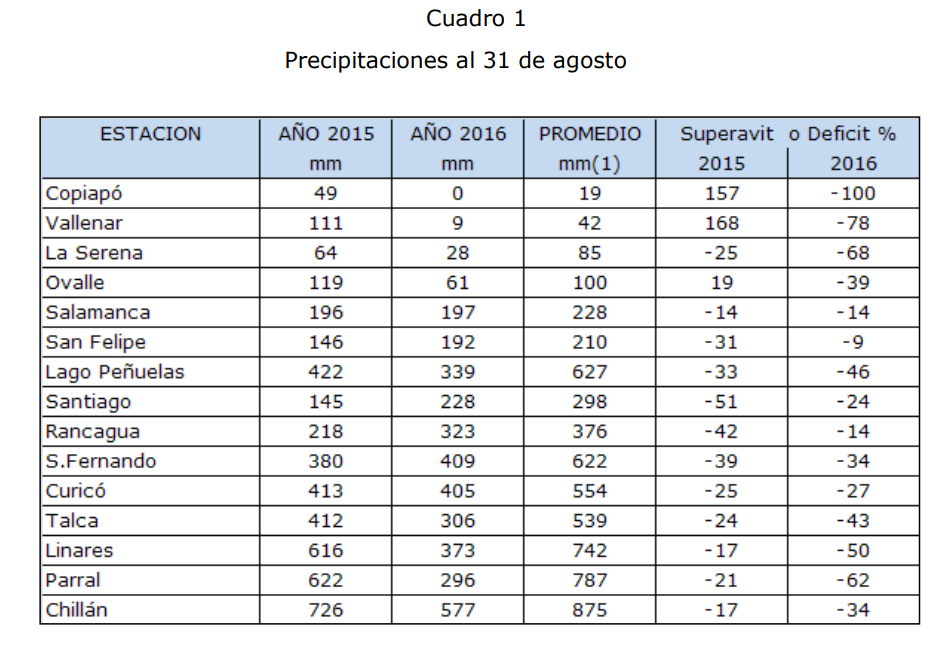 Cuadro 1
Precipitaciones al 31 de agosto
ESTACION AÑO 2015 AÑO 2016 PROMEDIO Superavit o Deficit %
mm mm mm(1) 2015 2016
Copiapó 49 0 19 157 -100
Vallenar 111 9 42 168 -78
La Serena 64 28 85 -25 -68
Ovalle 119 61 100 19 -39
Salamanca 196 197 228 -14 -14
San Felipe 146 192 210 -31 -9
Lago Peñuelas 422 339 627 -33 -46
Santiago 145 228 298 -51 -24
Rancagua 218 323 376 -42 -14
S.Fernando 380 409 622 -39 -34
Curicó 413 405 554 -25 -27
Talca 412 306 539 -24 -43
Linares 616 373 742 -17 -50
Parral 622 296 787 -21 -62
Chillán 726 577 875 -17 -34